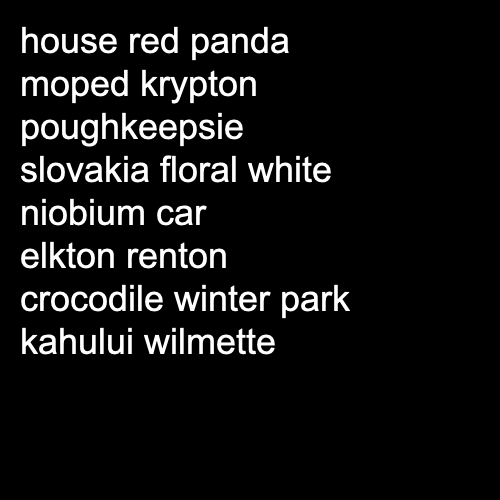 house red panda
moped krypton
poughkeepsie
slovakia floral white
niobium car
elkton renton
crocodile winter park
kahului wilmette